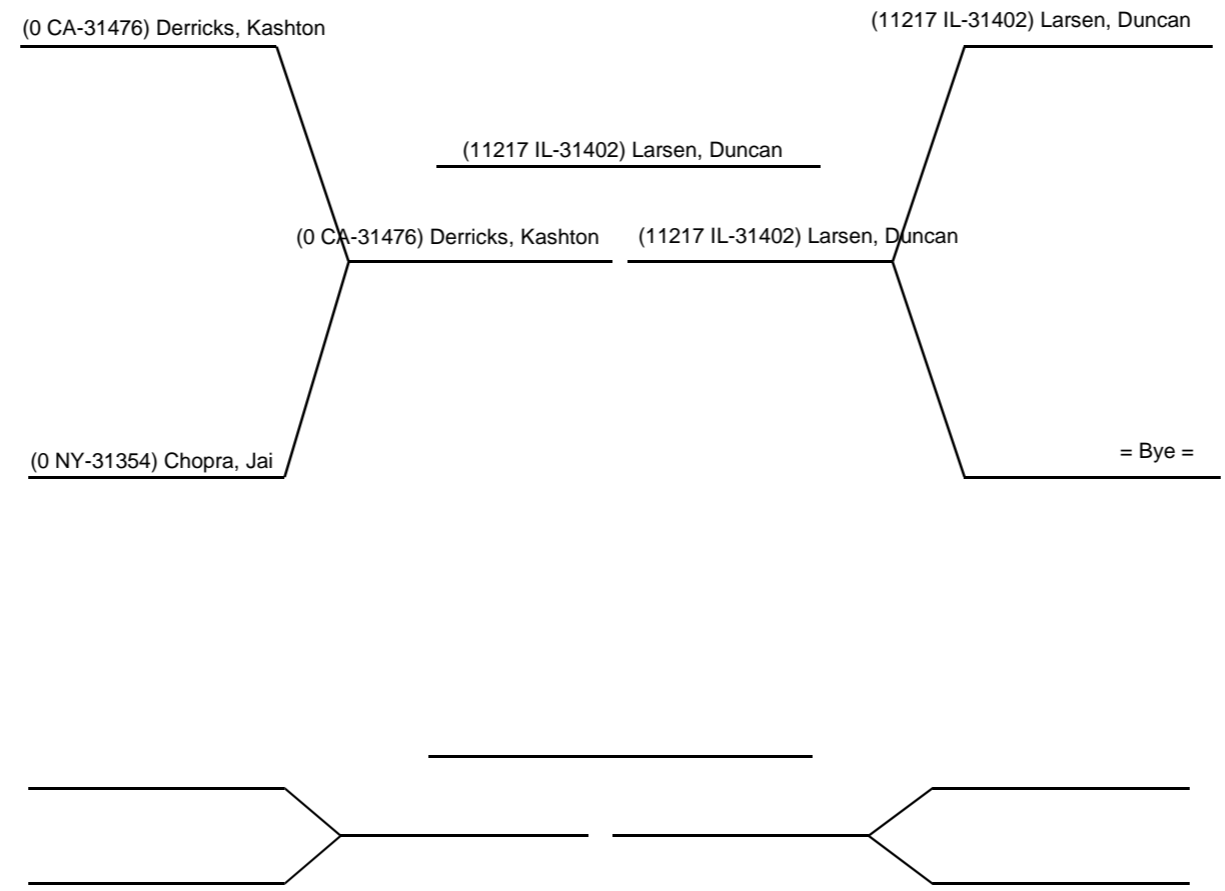 (0 CA-31476) Derricks, Kashton
(11217 IL-31402) Larsen, Duncan
(11217 IL-31402) Larsen, Duncan
(0 CA-31476) Derricks, Kashton
(11217 IL-31402) Larsen, Duncan
(0 NY-31354) Chopra, Jai
= Bye =